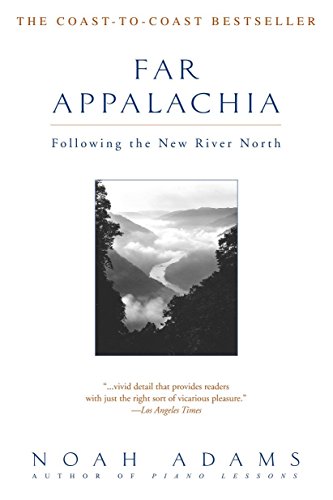 THE COAST-TO-COAST BESTSELLER
FAR
APPALACHIA
Following the New River North
“...vivid detail that provides readers
with just the right sort of vicarious pleasure.”
—Los Angeles Times
NOAH ADAMS
AUTHOR OF PIANO LESSONS